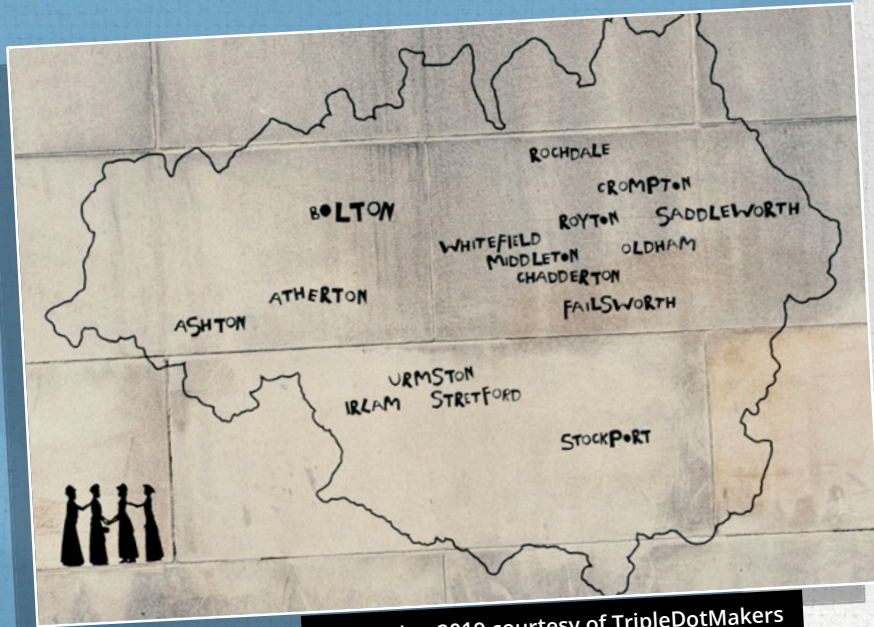 ROCHDALE
CROMPTON
BOLTON
ROYTON
SADDLEWORTH
WHITEFIELD
OLDHAM
MIDDLETON
CHADDERTON
ATHERTON
FAILSWORTH
ASHTON
URMSTON
IRLAM
STRETFORD
STOCKPORT
2019 courtesy of TripleDotMakers